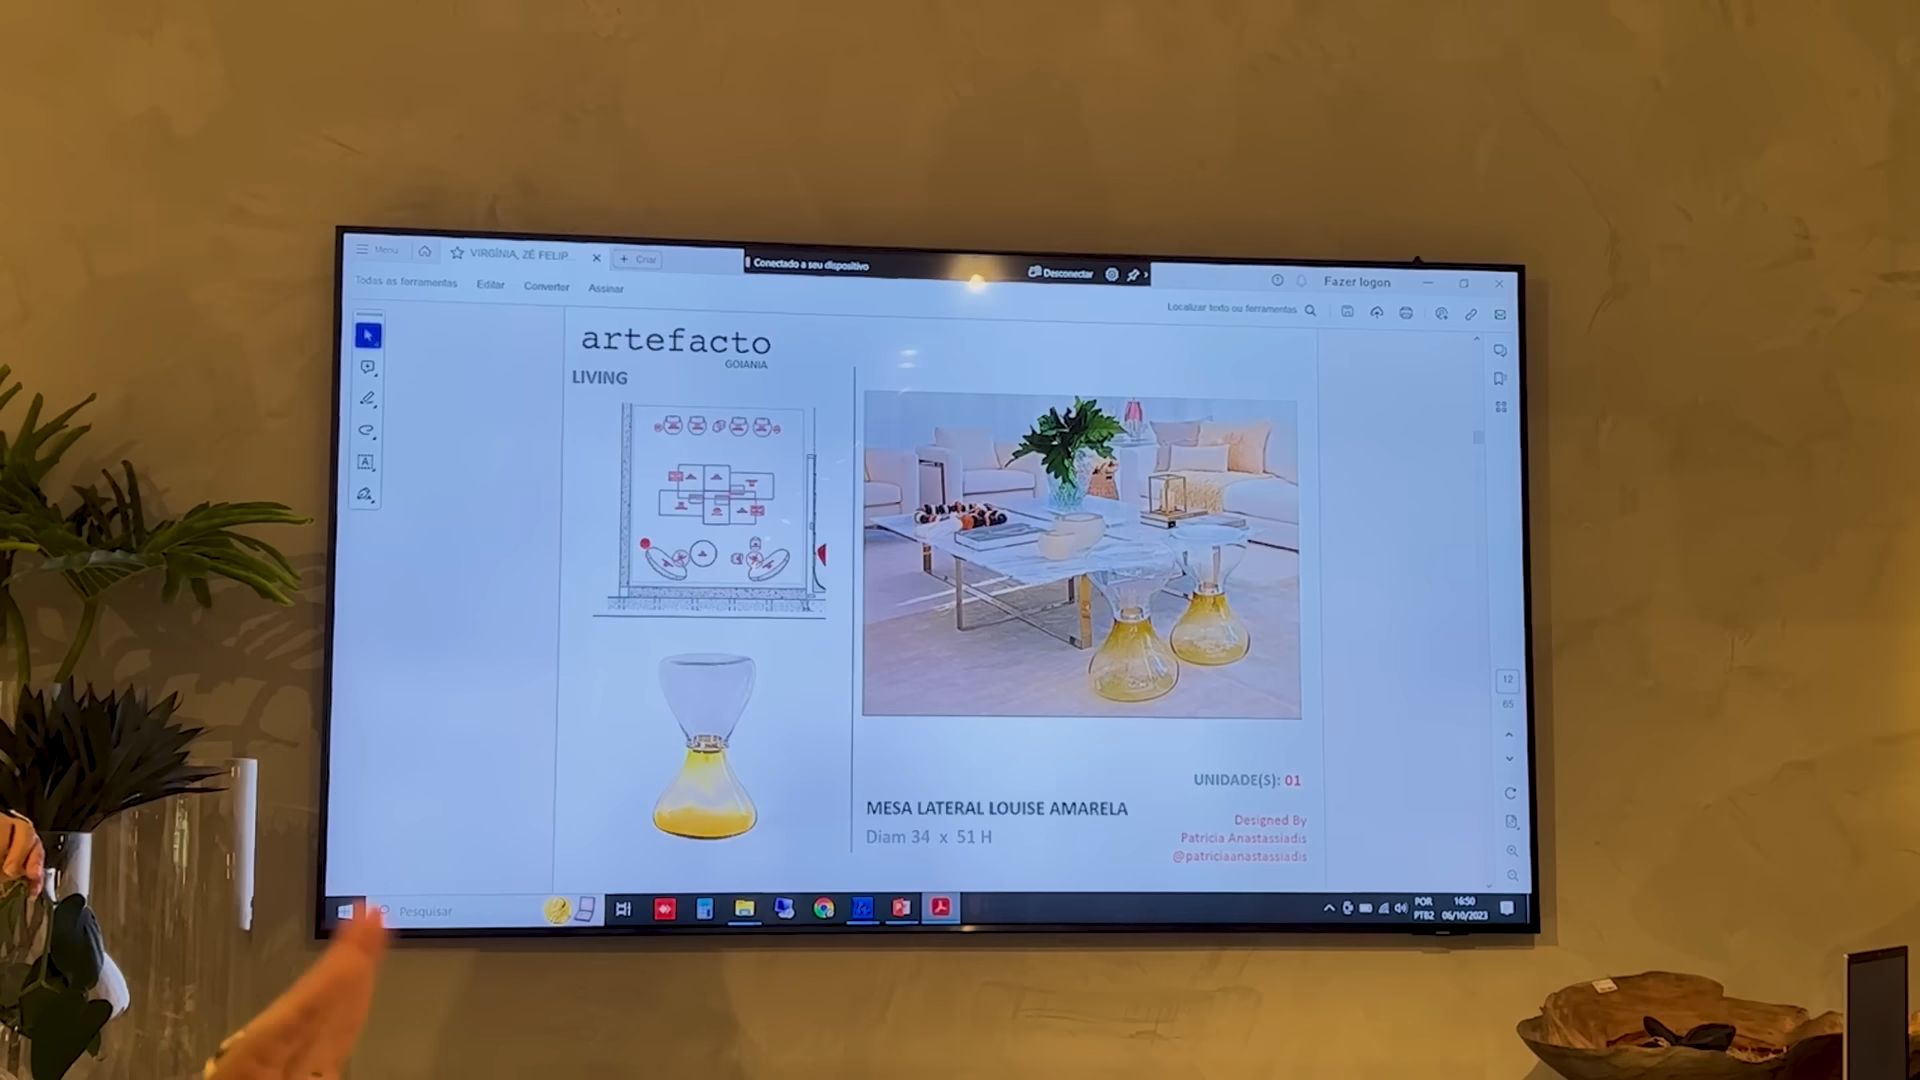 Menu
VIRGÍNIA, ZÉ FELIP...
+ Criar
Conectado a seu dispositivo
Desconectar
Fazer logon
Todas as ferramentas
Editar
Converter
Assinar
Localizar texto ou ferramentas
artefacto
GOIANIA
LIVING
12
65
UNIDADE(S): 01
MESA LATERAL LOUISE AMARELA
Diam 34 x 51 H
Designed By
Patricia Anastassiadis
@patriciaanastassiadis
Pesquisar
POR
PTB2
16:50
06/10/2023